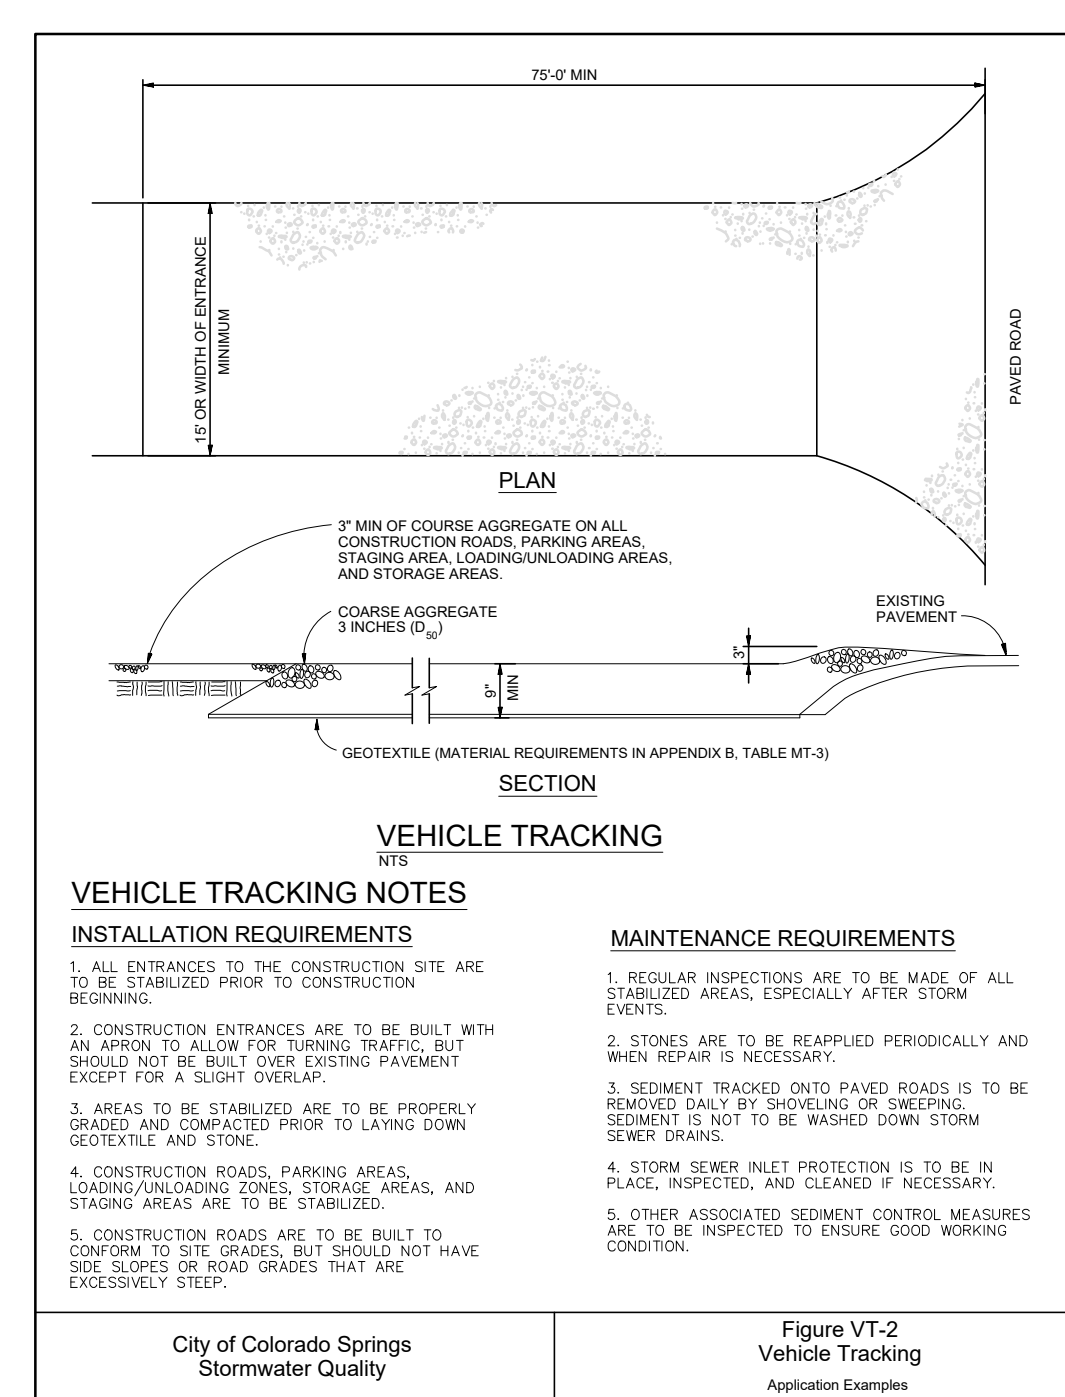 75'-0' MIN
15' OR WIDTH OF ENTRANCE
MINIMUM
PAVED ROAD
PLAN
3" MIN OF COURSE AGGREGATE ON ALL
CONSTRUCTION ROADS, PARKING AREAS,
STAGING AREA, LOADING/UNLOADING AREAS,
AND STORAGE AREAS.
COARSE AGGREGATE
3 INCHES (D50)
EXISTING
PAVEMENT
3"
9"
MIN
GEOTEXTILE (MATERIAL REQUIREMENTS IN APPENDIX B, TABLE MT-3)
SECTION
VEHICLE TRACKING
NTS
VEHICLE TRACKING NOTES
INSTALLATION REQUIREMENTS
1. ALL ENTRANCES TO THE CONSTRUCTION SITE ARE
TO BE STABILIZED PRIOR TO CONSTRUCTION
BEGINNING.
2. CONSTRUCTION ENTRANCES ARE TO BE BUILT WITH
AN APRON TO ALLOW FOR TURNING TRAFFIC, BUT
SHOULD NOT BE BUILT OVER EXISTING PAVEMENT
EXCEPT FOR A SLIGHT OVERLAP.
3. AREAS TO BE STABILIZED ARE TO BE PROPERLY
GRADED AND COMPACTED PRIOR TO LAYING DOWN
GEOTEXTILE AND STONE.
4. CONSTRUCTION ROADS, PARKING AREAS,
LOADING/UNLOADING ZONES, STORAGE AREAS, AND
STAGING AREAS ARE TO BE STABILIZED.
5. CONSTRUCTION ROADS ARE TO BE BUILT TO
CONFORM TO SITE GRADES, BUT SHOULD NOT HAVE
SIDE SLOPES OR ROAD GRADES THAT ARE
EXCESSIVELY STEEP.
MAINTENANCE REQUIREMENTS
1. REGULAR INSPECTIONS ARE TO BE MADE OF ALL
STABILIZED AREAS, ESPECIALLY AFTER STORM
EVENTS.
2. STONES ARE TO BE REAPPLIED PERIODICALLY AND
WHEN REPAIR IS NECESSARY.
3. SEDIMENT TRACKED ONTO PAVED ROADS IS TO BE
REMOVED DAILY BY SHOVELING OR SWEEPING.
SEDIMENT IS NOT TO BE WASHED DOWN STORM
SEWER DRAINS.
4. STORM SEWER INLET PROTECTION IS TO BE IN
PLACE, INSPECTED, AND CLEANED IF NECESSARY.
5. OTHER ASSOCIATED SEDIMENT CONTROL MEASURES
ARE TO BE INSPECTED TO ENSURE GOOD WORKING
CONDITION.
City of Colorado Springs
Stormwater Quality
Figure VT-2
Vehicle Tracking
Application Examples